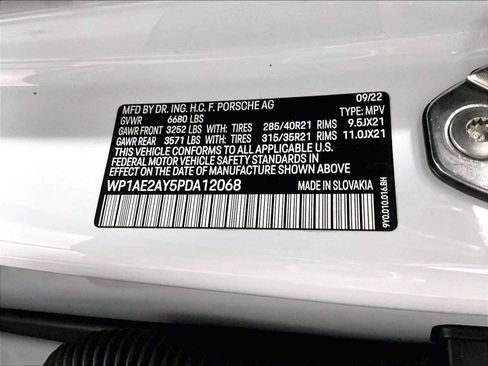 MFD BY DR. ING. H.C. F. PORSCHE AG 09/22
GVWR 6680 LBS TYPE: MPV
GAWR FRONT 3252 LBS WITH: TIRES 285/40R21 RIMS 9.5JX21
GAWR REAR 3571 LBS WITH: TIRES 315/35R21 RIMS 11.0JX21
THIS VEHICLE CONFORMS TO ALL APPLICABLE U.S.
FEDERAL MOTOR VEHICLE SAFETY STANDARDS IN
EFFECT ON THE DATE OF MANUFACTURE SHOWN ABOVE
WP1AE2AY5PDA12068 MADE IN SLOVAKIA
9Y0.010.016.BH